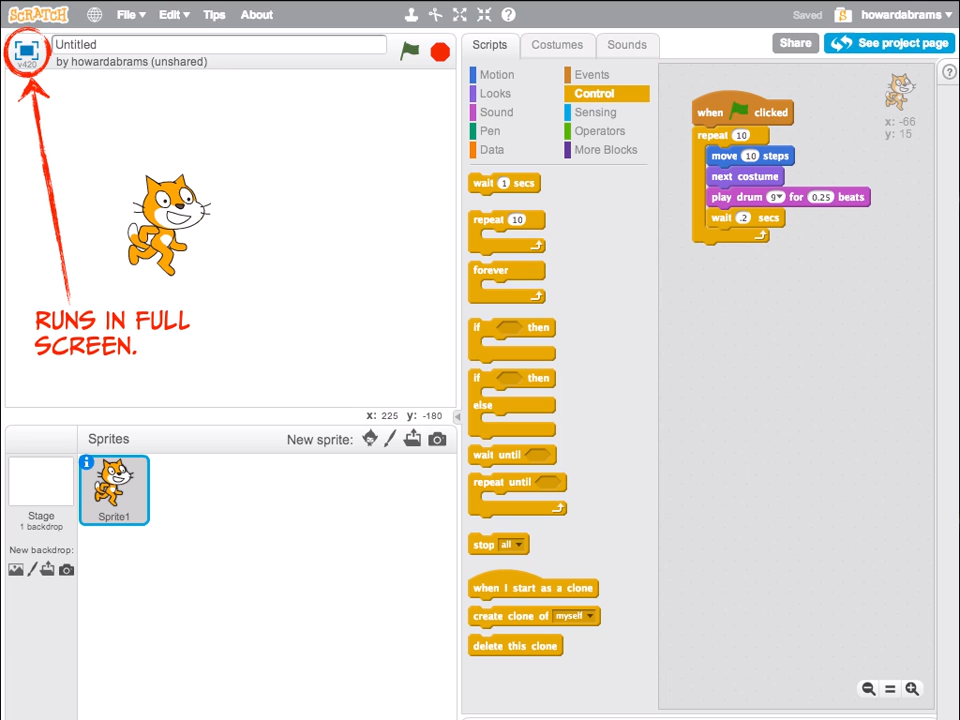 SCRATCH
File Edit Tips About
Saved howardabrams
v420
Untitled
by howardabrams (unshared)
Scripts Costumes Sounds
Share See project page
Motion Events
Looks Control
Sound Sensing
Pen Operators
Data More Blocks
wait 1 secs
repeat 10
forever
if then
if then
else
wait until
repeat until
stop all
when I start as a clone
create clone of myself
delete this clone
when clicked
repeat 10
move 10 steps
next costume
play drum 9 for 0.25 beats
wait .2 secs
x: -66
y: 15
RUNS IN FULL
SCREEN.
x: 225 y: -180
Sprites New sprite:
Stage
1 backdrop
New backdrop:
Sprite1